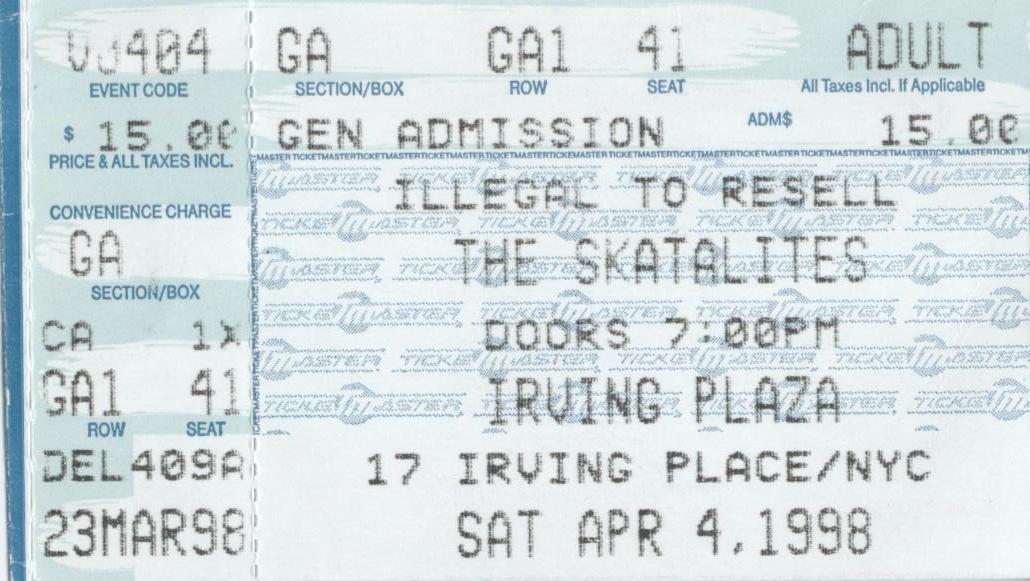 404 GA GA1 41 ADULT
EVENT CODE SECTION/BOX ROW SEAT All Taxes Incl. If Applicable
$ 15.00 GEN ADMISSION ADM$ 15.00
PRICE & ALL TAXES INCL.
MASTERTICKETMASTERTICKETMASTERTICKETMASTERTICKETMASTERTICKETMASTERTICKETMASTERTICKETMASTERTICKETMASTERTICKETMASTERTICKETM
ILLEGAL TO RESELL
CONVENIENCE CHARGE
GA THE SKATALITES
SECTION/BOX
CA 1X DOORS 7:00PM
GA1 41 IRVING PLAZA
ROW SEAT
DEL409A 17 IRVING PLACE/NYC
23MAR98 SAT APR 4,1998